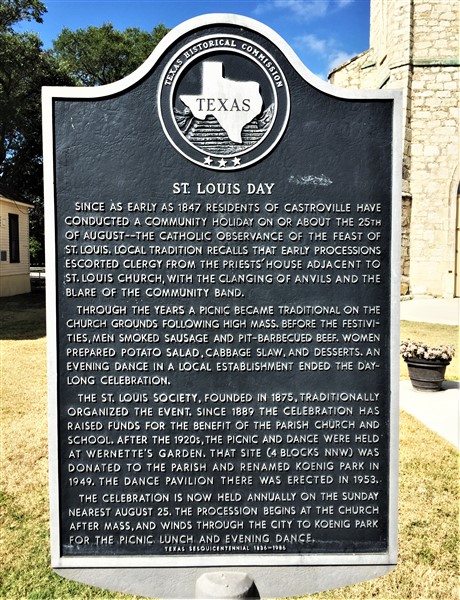 TEXAS HISTORICAL COMMISSION
TEXAS
ST. LOUIS DAY
SINCE AS EARLY AS 1847 RESIDENTS OF CASTROVILLE HAVE
CONDUCTED A COMMUNITY HOLIDAY ON OR ABOUT THE 25TH
OF AUGUST--THE CATHOLIC OBSERVANCE OF THE FEAST OF
ST. LOUIS. LOCAL TRADITION RECALLS THAT EARLY PROCESSIONS
ESCORTED CLERGY FROM THE PRIESTS' HOUSE ADJACENT TO
ST. LOUIS CHURCH, WITH THE CLANGING OF ANVILS AND THE
BLARE OF THE COMMUNITY BAND.
THROUGH THE YEARS A PICNIC BECAME TRADITIONAL ON THE
CHURCH GROUNDS FOLLOWING HIGH MASS. BEFORE THE FESTIVI-
TIES, MEN SMOKED SAUSAGE AND PIT-BARBECUED BEEF. WOMEN
PREPARED POTATO SALAD, CABBAGE SLAW, AND DESSERTS. AN
EVENING DANCE IN A LOCAL ESTABLISHMENT ENDED THE DAY-
LONG CELEBRATION.
THE ST. LOUIS SOCIETY, FOUNDED IN 1875, TRADITIONALLY
ORGANIZED THE EVENT. SINCE 1889 THE CELEBRATION HAS
RAISED FUNDS FOR THE BENEFIT OF THE PARISH CHURCH AND
SCHOOL. AFTER THE 1920S, THE PICNIC AND DANCE WERE HELD
AT WERNETTE'S GARDEN. THAT SITE (4 BLOCKS NNW) WAS
DONATED TO THE PARISH AND RENAMED KOENIG PARK IN
1949. THE DANCE PAVILION THERE WAS ERECTED IN 1953.
THE CELEBRATION IS NOW HELD ANNUALLY ON THE SUNDAY
NEAREST AUGUST 25. THE PROCESSION BEGINS AT THE CHURCH
AFTER MASS, AND WINDS THROUGH THE CITY TO KOENIG PARK
FOR THE PICNIC LUNCH AND EVENING DANCE.
TEXAS SESQUICENTENNIAL 1836-1986